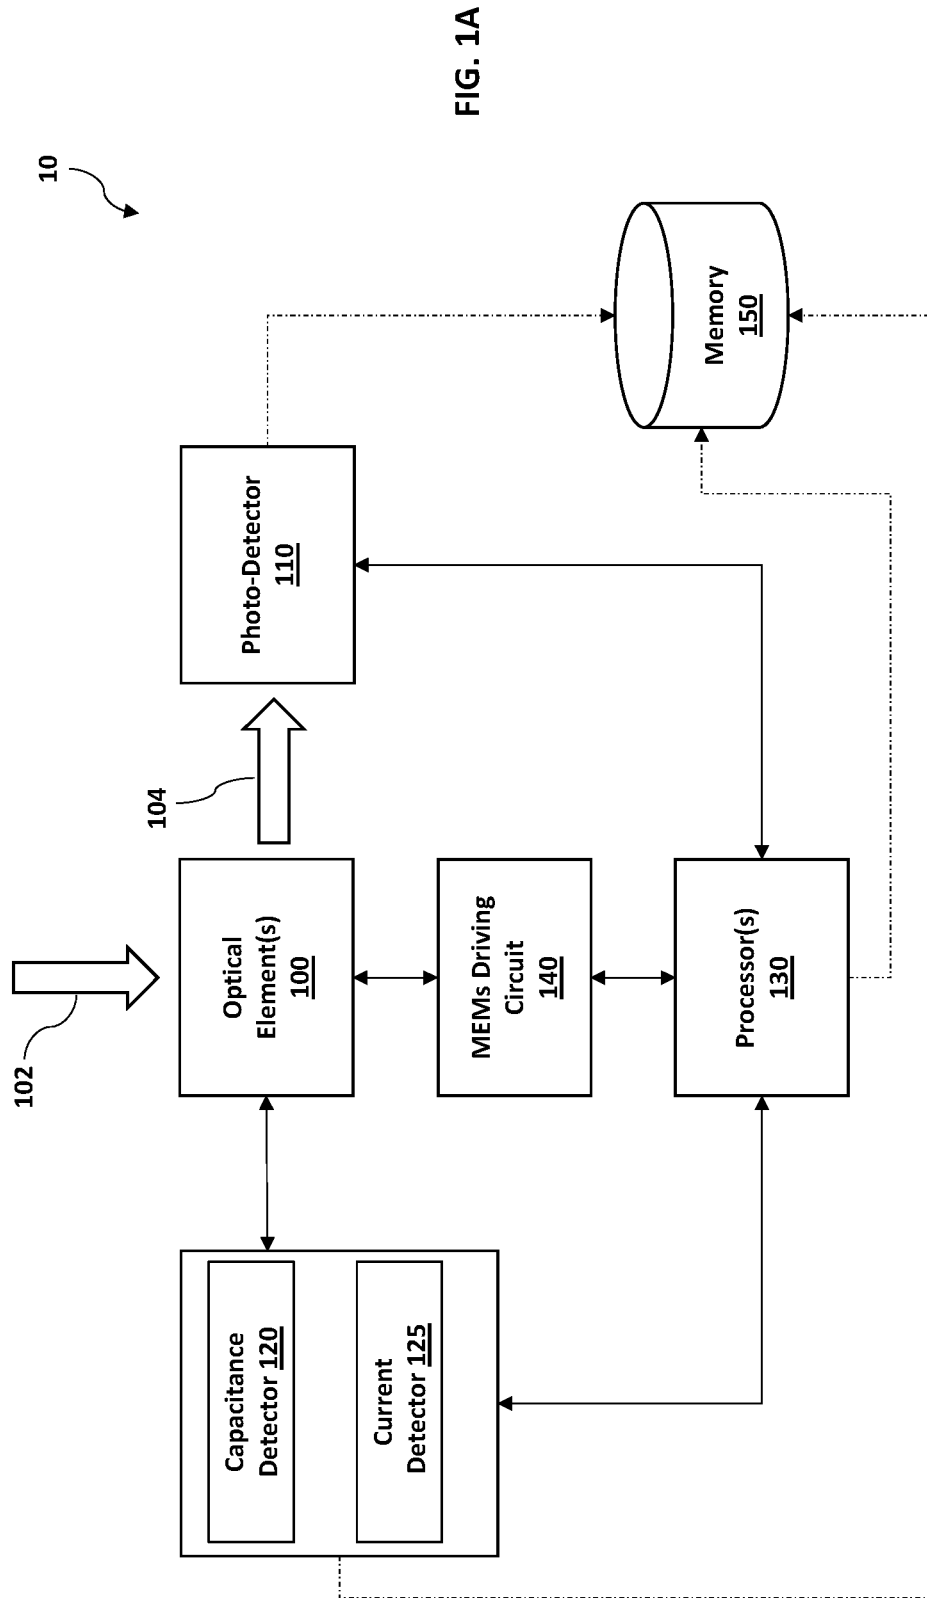 10
102
104
Optical
Element(s)
100
Photo-Detector
110
Capacitance
Detector 120
Current
Detector 125
MEMs Driving
Circuit
140
Processor(s)
130
Memory
150
FIG. 1A